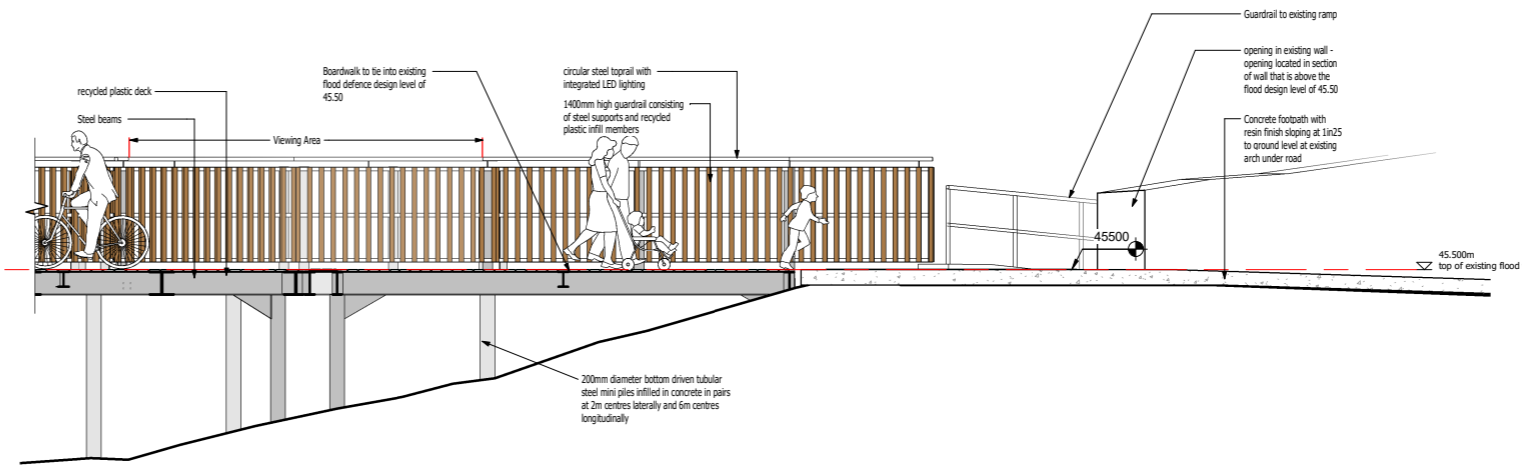 Guardrail to existing ramp
opening in existing wall -
opening located in section
of wall that is above the
flood design level of 45.50
Boardwalk to tie into existing
flood defence design level of
45.50
circular steel toprail with
integrated LED lighting
recycled plastic deck
1400mm high guardrail consisting
of steel supports and recycled
plastic infill members
Steel beams
Concrete footpath with
resin finish sloping at 1in25
to ground level at existing
arch under road
Viewing Area
45500
45.500m
top of existing flood
200mm diameter bottom driven tubular
steel mini piles infilled in concrete in pairs
at 2m centres laterally and 6m centres
longitudinally